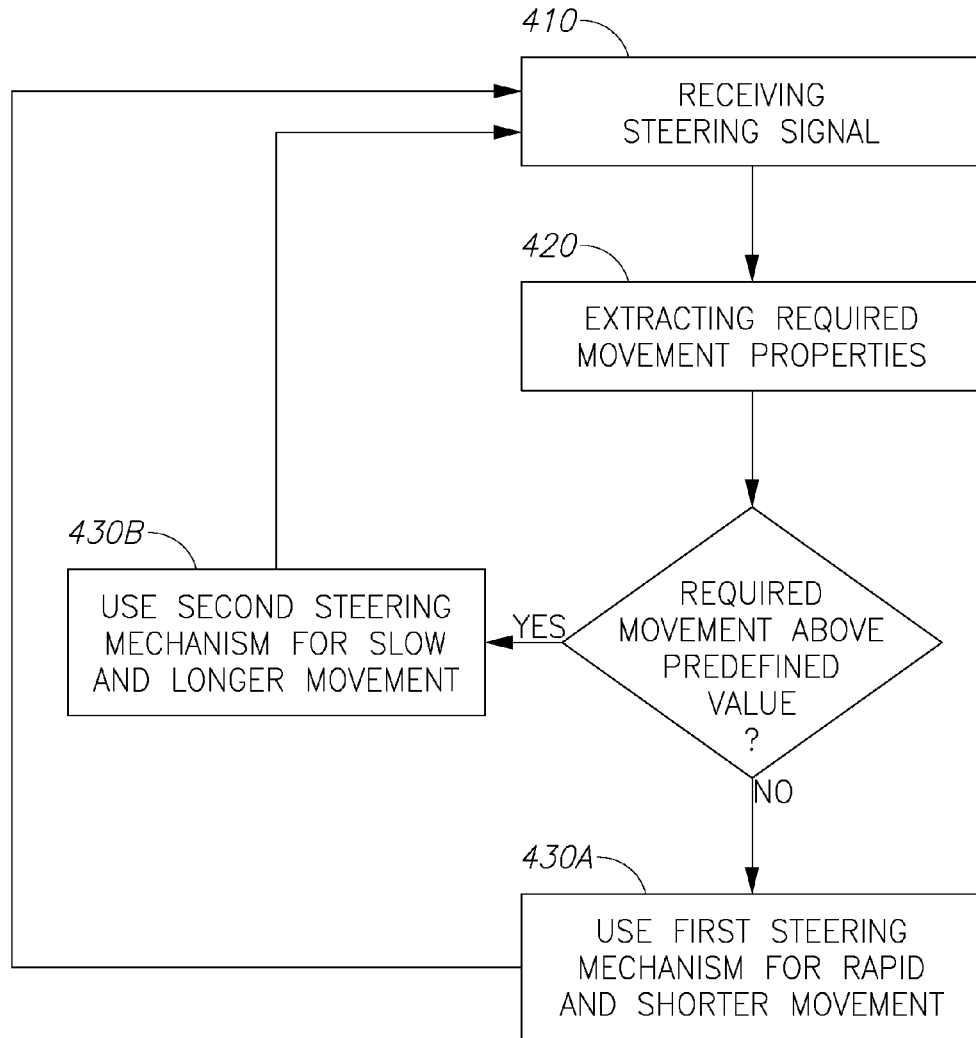 410
RECEIVING
STEERING SIGNAL
420
EXTRACTING REQUIRED
MOVEMENT PROPERTIES
REQUIRED
MOVEMENT ABOVE
PREDEFINED
VALUE
?
YES
430B
USE SECOND STEERING
MECHANISM FOR SLOW
AND LONGER MOVEMENT
NO
430A
USE FIRST STEERING
MECHANISM FOR RAPID
AND SHORTER MOVEMENT